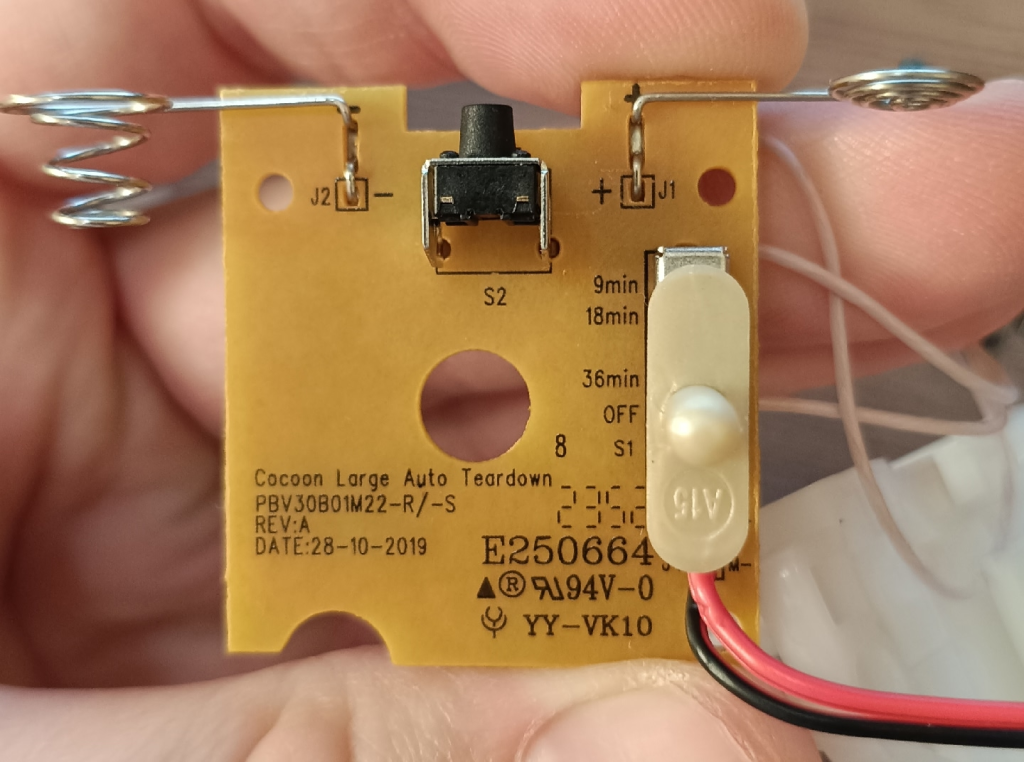 -
+
J2 -
+ J1
S2
9min
18min
36min
OFF
8 S1
Cocoon Large Auto Teardown
PBV30B01M22-R/-S
REV:A
DATE:28-10-2019
E250664
M-
® 94V-0
YY-VK10
A15